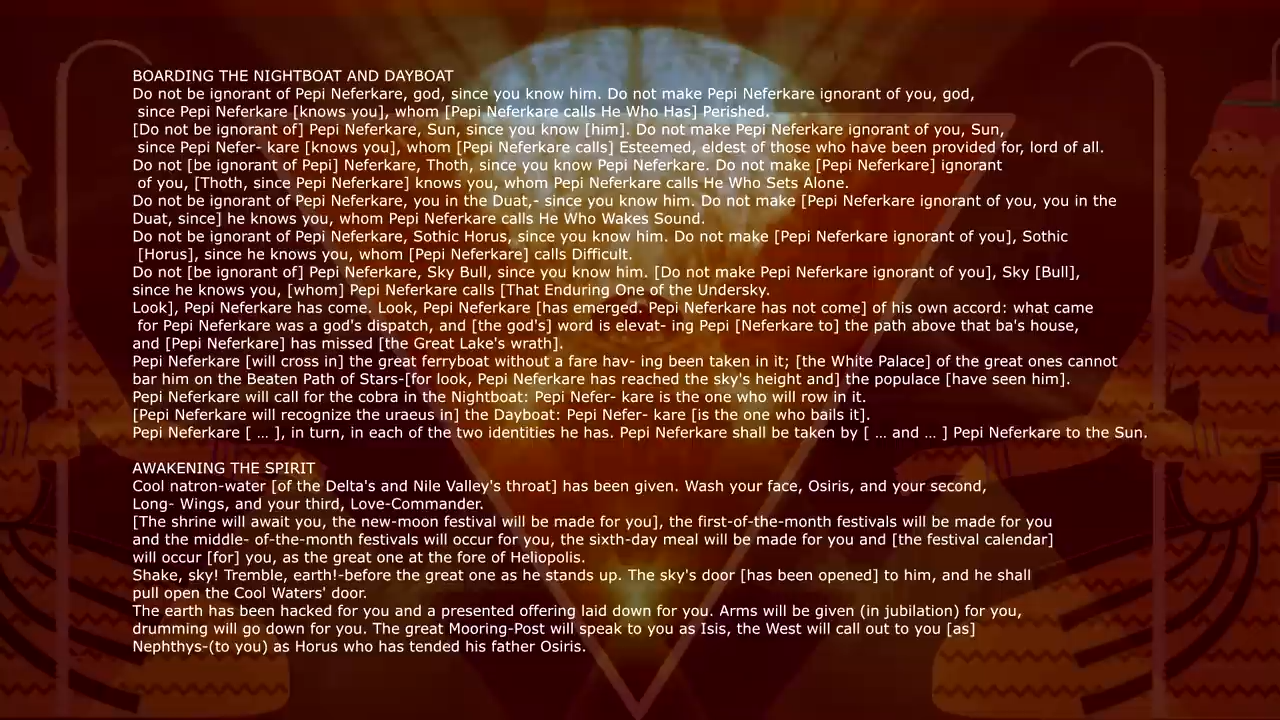 BOARDING THE NIGHTBOAT AND DAYBOAT
Do not be ignorant of Pepi Neferkare, god, since you know him. Do not make Pepi Neferkare ignorant of you, god,
since Pepi Neferkare [knows you], whom [Pepi Neferkare calls He Who Has] Perished.
[Do not be ignorant of] Pepi Neferkare, Sun, since you know [him]. Do not make Pepi Neferkare ignorant of you, Sun,
since Pepi Nefer- kare [knows you], whom [Pepi Neferkare calls] Esteemed, eldest of those who have been provided for, lord of all.
Do not [be ignorant of Pepi] Neferkare, Thoth, since you know Pepi Neferkare. Do not make [Pepi Neferkare] ignorant
of you, [Thoth, since Pepi Neferkare] knows you, whom Pepi Neferkare calls He Who Sets Alone.
Do not be ignorant of Pepi Neferkare, you in the Duat,- since you know him. Do not make [Pepi Neferkare ignorant of you, you in the
Duat, since] he knows you, whom Pepi Neferkare calls He Who Wakes Sound.
Do not be ignorant of Pepi Neferkare, Sothic Horus, since you know him. Do not make [Pepi Neferkare ignorant of you], Sothic
[Horus], since he knows you, whom [Pepi Neferkare] calls Difficult.
Do not [be ignorant of] Pepi Neferkare, Sky Bull, since you know him. [Do not make Pepi Neferkare ignorant of you], Sky [Bull],
since he knows you, [whom] Pepi Neferkare calls [That Enduring One of the Undersky.
Look], Pepi Neferkare has come. Look, Pepi Neferkare [has emerged. Pepi Neferkare has not come] of his own accord: what came
for Pepi Neferkare was a god's dispatch, and [the god's] word is elevat- ing Pepi [Neferkare to] the path above that ba's house,
and [Pepi Neferkare] has missed [the Great Lake's wrath].
Pepi Neferkare [will cross in] the great ferryboat without a fare hav- ing been taken in it; [the White Palace] of the great ones cannot
bar him on the Beaten Path of Stars-[for look, Pepi Neferkare has reached the sky's height and] the populace [have seen him].
Pepi Neferkare will call for the cobra in the Nightboat: Pepi Nefer- kare is the one who will row in it.
[Pepi Neferkare will recognize the uraeus in] the Dayboat: Pepi Nefer- kare [is the one who bails it].
Pepi Neferkare [ ... ], in turn, in each of the two identities he has. Pepi Neferkare shall be taken by [ ... and ... ] Pepi Neferkare to the Sun.
AWAKENING THE SPIRIT
Cool natron-water [of the Delta's and Nile Valley's throat] has been given. Wash your face, Osiris, and your second,
Long- Wings, and your third, Love-Commander.
[The shrine will await you, the new-moon festival will be made for you], the first-of-the-month festivals will be made for you
and the middle- of-the-month festivals will occur for you, the sixth-day meal will be made for you and [the festival calendar]
will occur [for] you, as the great one at the fore of Heliopolis.
Shake, sky! Tremble, earth!-before the great one as he stands up. The sky's door [has been opened] to him, and he shall
pull open the Cool Waters' door.
The earth has been hacked for you and a presented offering laid down for you. Arms will be given (in jubilation) for you,
drumming will go down for you. The great Mooring-Post will speak to you as Isis, the West will call out to you [as]
Nephthys-(to you) as Horus who has tended his father Osiris.